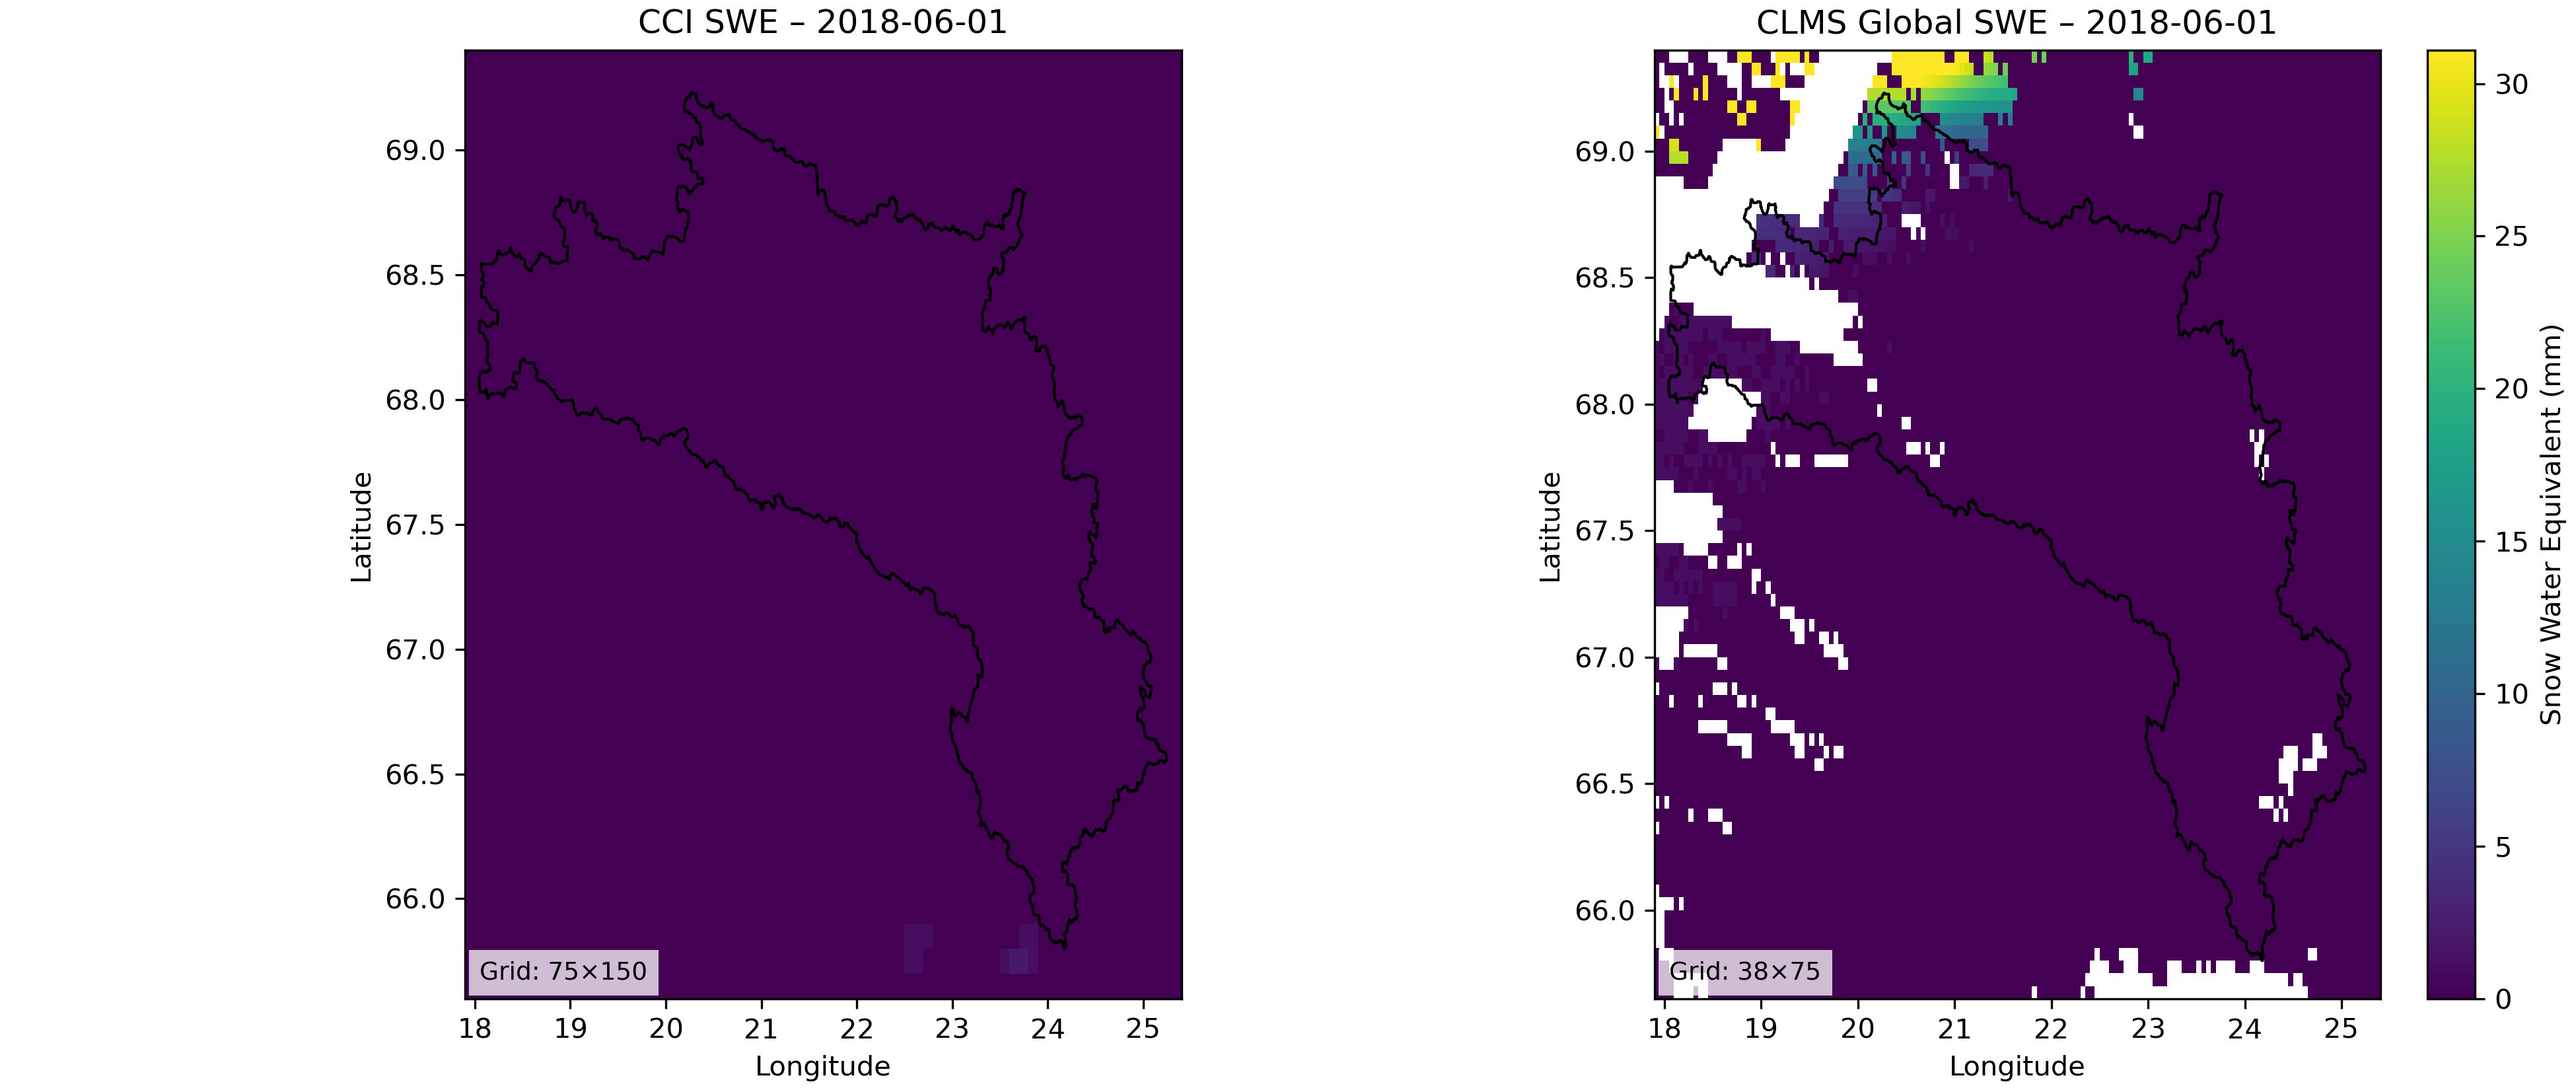 CCI SWE – 2018-06-01
Latitude
69.0
68.5
68.0
67.5
67.0
66.5
66.0
Grid: 75×150
18 19 20 21 22 23 24 25
Longitude
CLMS Global SWE – 2018-06-01
Latitude
69.0
68.5
68.0
67.5
67.0
66.5
66.0
Grid: 38×75
18 19 20 21 22 23 24 25
Longitude
30
25
20
15
10
5
0
Snow Water Equivalent (mm)